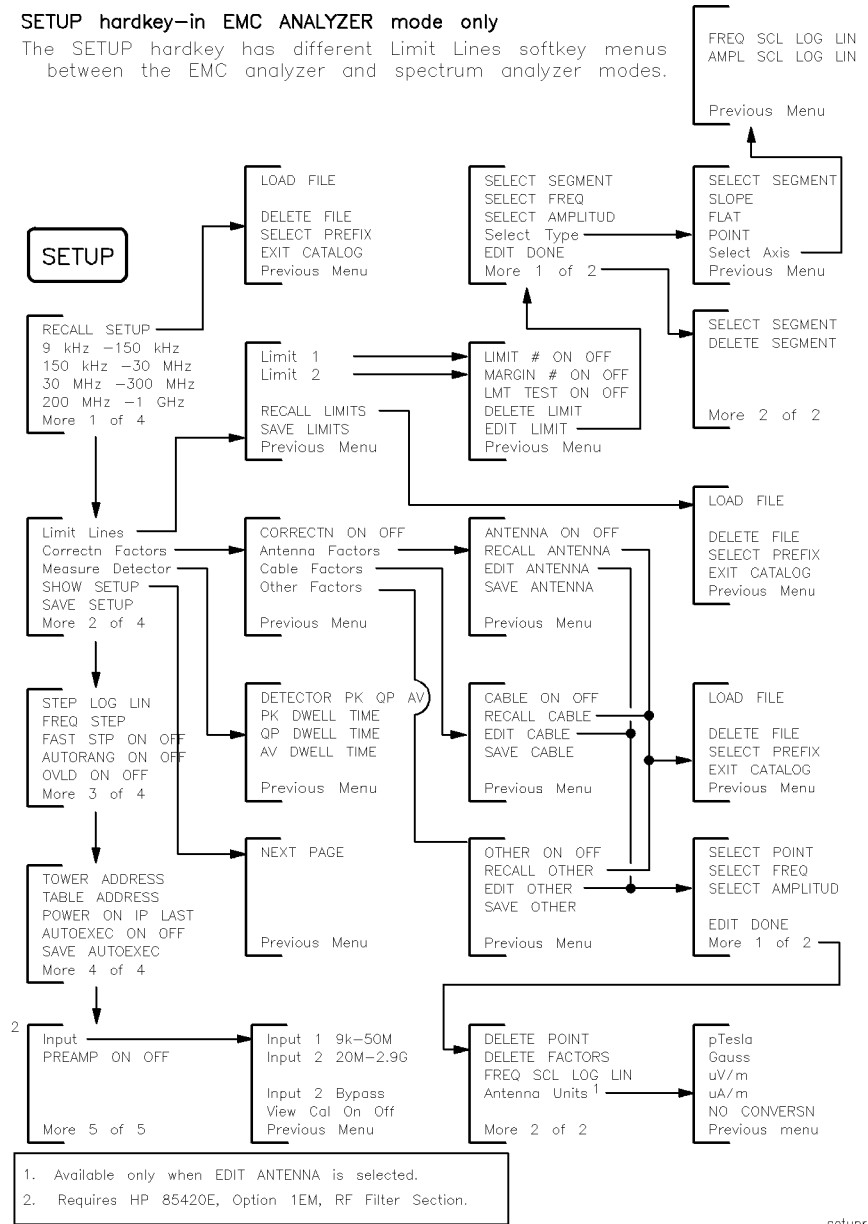 SETUP hardkey–in EMC ANALYZER mode only
The SETUP hardkey has different Limit Lines softkey menus
between the EMC analyzer and spectrum analyzer modes.
FREQ SCL LOG LIN
AMPL SCL LOG LIN
Previous Menu
SETUP
LOAD FILE
DELETE FILE
SELECT PREFIX
EXIT CATALOG
Previous Menu
SELECT SEGMENT
SELECT FREQ
SELECT AMPLITUD
Select Type
EDIT DONE
More 1 of 2
SELECT SEGMENT
SLOPE
FLAT
POINT
Select Axis
Previous Menu
RECALL SETUP
9 kHz –150 kHz
150 kHz –30 MHz
30 MHz –300 MHz
200 MHz –1 GHz
More 1 of 4
Limit 1
Limit 2
RECALL LIMITS
SAVE LIMITS
Previous Menu
LIMIT # ON OFF
MARGIN # ON OFF
LMT TEST ON OFF
DELETE LIMIT
EDIT LIMIT
Previous Menu
SELECT SEGMENT
DELETE SEGMENT
More 2 of 2
Limit Lines
Correctn Factors
Measure Detector
SHOW SETUP
SAVE SETUP
More 2 of 4
CORRECTN ON OFF
Antenna Factors
Cable Factors
Other Factors
Previous Menu
ANTENNA ON OFF
RECALL ANTENNA
EDIT ANTENNA
SAVE ANTENNA
Previous Menu
LOAD FILE
DELETE FILE
SELECT PREFIX
EXIT CATALOG
Previous Menu
STEP LOG LIN
FREQ STEP
FAST STP ON OFF
AUTORANG ON OFF
OVLD ON OFF
More 3 of 4
DETECTOR PK QP AV
PK DWELL TIME
QP DWELL TIME
AV DWELL TIME
Previous Menu
CABLE ON OFF
RECALL CABLE
EDIT CABLE
SAVE CABLE
Previous Menu
LOAD FILE
DELETE FILE
SELECT PREFIX
EXIT CATALOG
Previous Menu
TOWER ADDRESS
TABLE ADDRESS
POWER ON IP LAST
AUTOEXEC ON OFF
SAVE AUTOEXEC
More 4 of 4
NEXT PAGE
Previous Menu
OTHER ON OFF
RECALL OTHER
EDIT OTHER
SAVE OTHER
Previous Menu
SELECT POINT
SELECT FREQ
SELECT AMPLITUD
EDIT DONE
More 1 of 2
2
Input
PREAMP ON OFF
More 5 of 5
Input 1 9k–50M
Input 2 20M–2.9G
Input 2 Bypass
View Cal On Off
Previous Menu
DELETE POINT
DELETE FACTORS
FREQ SCL LOG LIN
Antenna Units 1
More 2 of 2
pTesla
Gauss
uV/m
uA/m
NO CONVERSN
Previous menu
1. Available only when EDIT ANTENNA is selected.
2. Requires HP 85420E, Option 1EM, RF Filter Section.